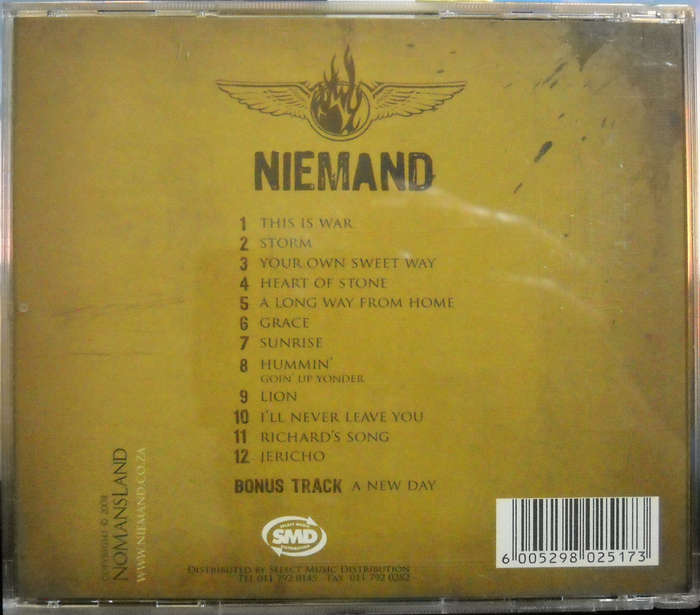 NIEMAND
1 THIS IS WAR
2 STORM
3 YOUR OWN SWEET WAY
4 HEART OF STONE
5 A LONG WAY FROM HOME
6 GRACE
7 SUNRISE
8 HUMMIN'
GOIN' UP YONDER
9 LION
10 I'LL NEVER LEAVE YOU
11 RICHARD'S SONG
12 JERICHO
BONUS TRACK A NEW DAY
COPYRIGHT © 2008
NOMANSLAND
WWW.NIEMAND.CO.ZA
SELECT MUSIC
SMD
DISTRIBUTION
DISTRIBUTED BY SELECT MUSIC DISTRIBUTION
TEL 011 792 0145 FAX 011 792 0282
6 005298 025173